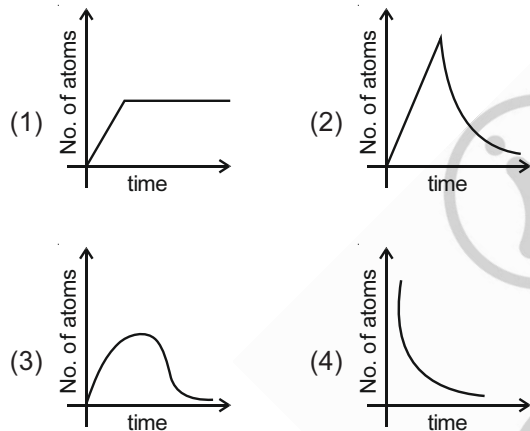 (1) No. of atoms
time
(2) No. of atoms
time
(3) No. of atoms
time
(4) No. of atoms
time